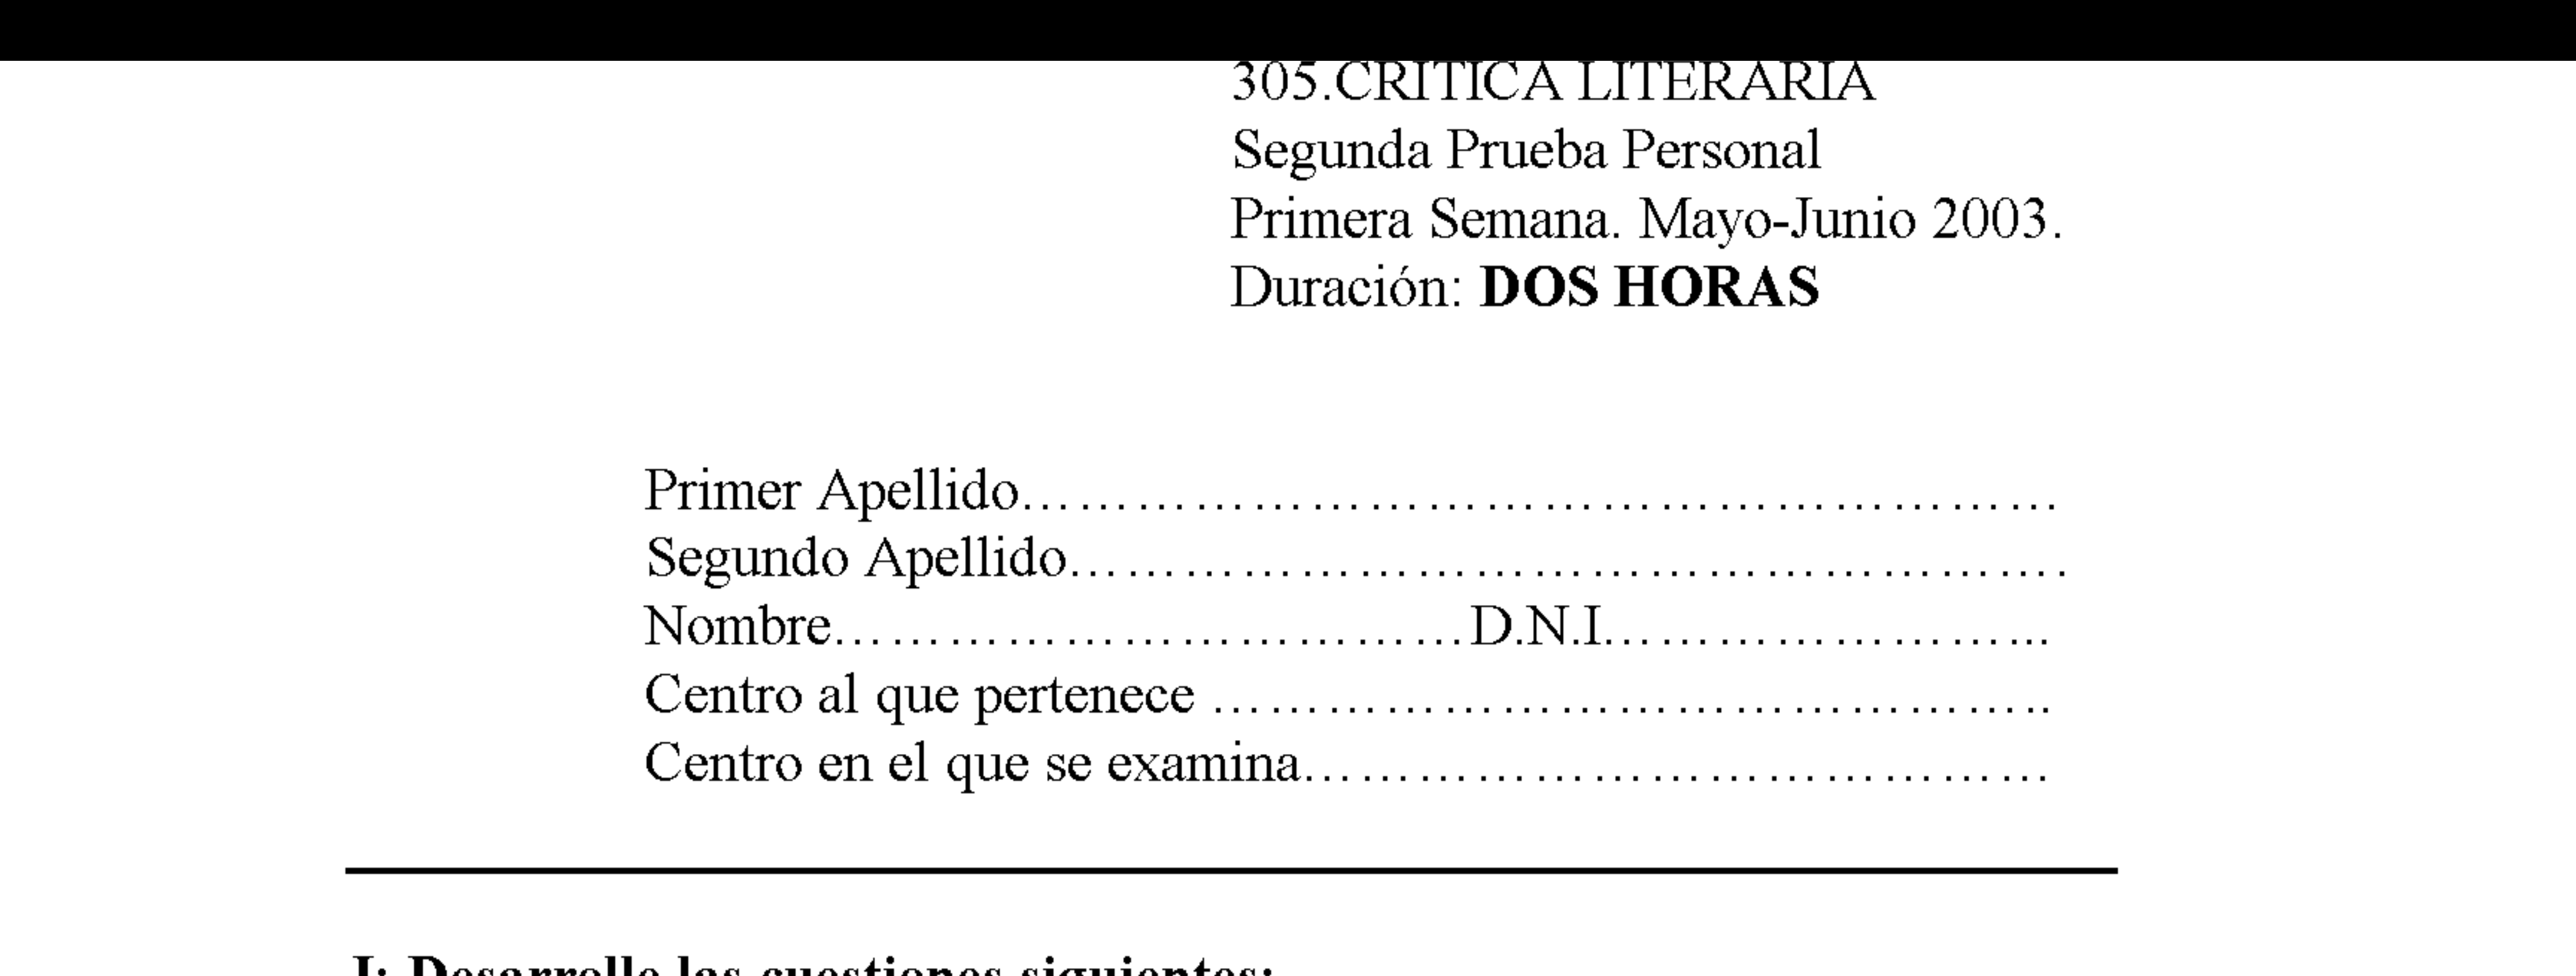 305.CRITICA LITERARIA
Segunda Prueba Personal
Primera Semana. Mayo-Junio 2003.
Duración: DOS HORAS
Primer Apellido…………………………………………………
Segundo Apellido……………………………………………….
Nombre……………………………D.N.I…………………...
Centro al que pertenece ……………………………………..
Centro en el que se examina…………………………………
I: Desarrolle las cuestiones siguientes: